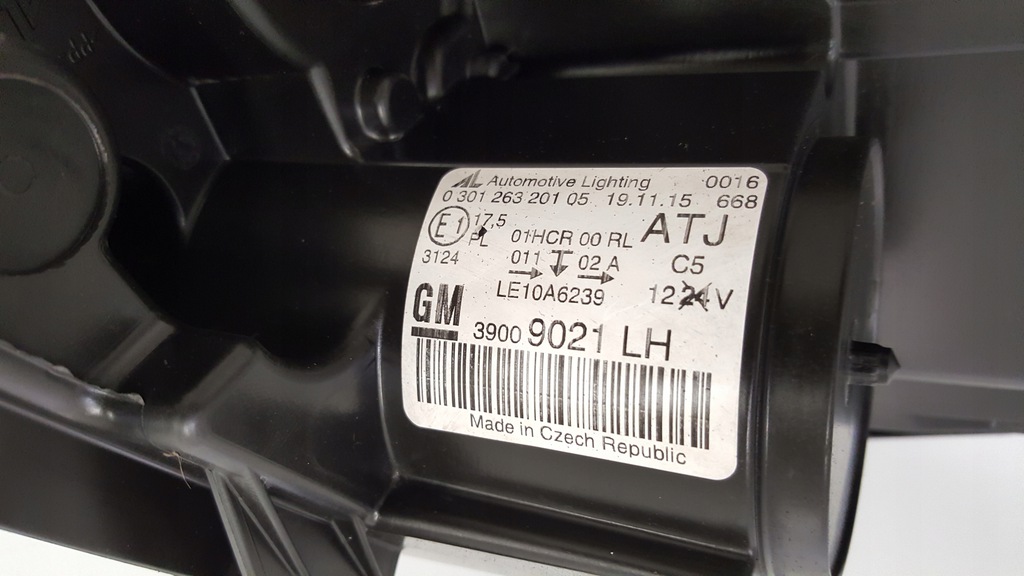 AL Automotive Lighting 0016
0 301 263 201 05 19.11.15 668
E1 17,5 ATJ
PL 01HCR 00 RL
3124 011 02 A C5
LE10A6239 12 24 V
GM 3900 9021 LH
Made in Czech Republic